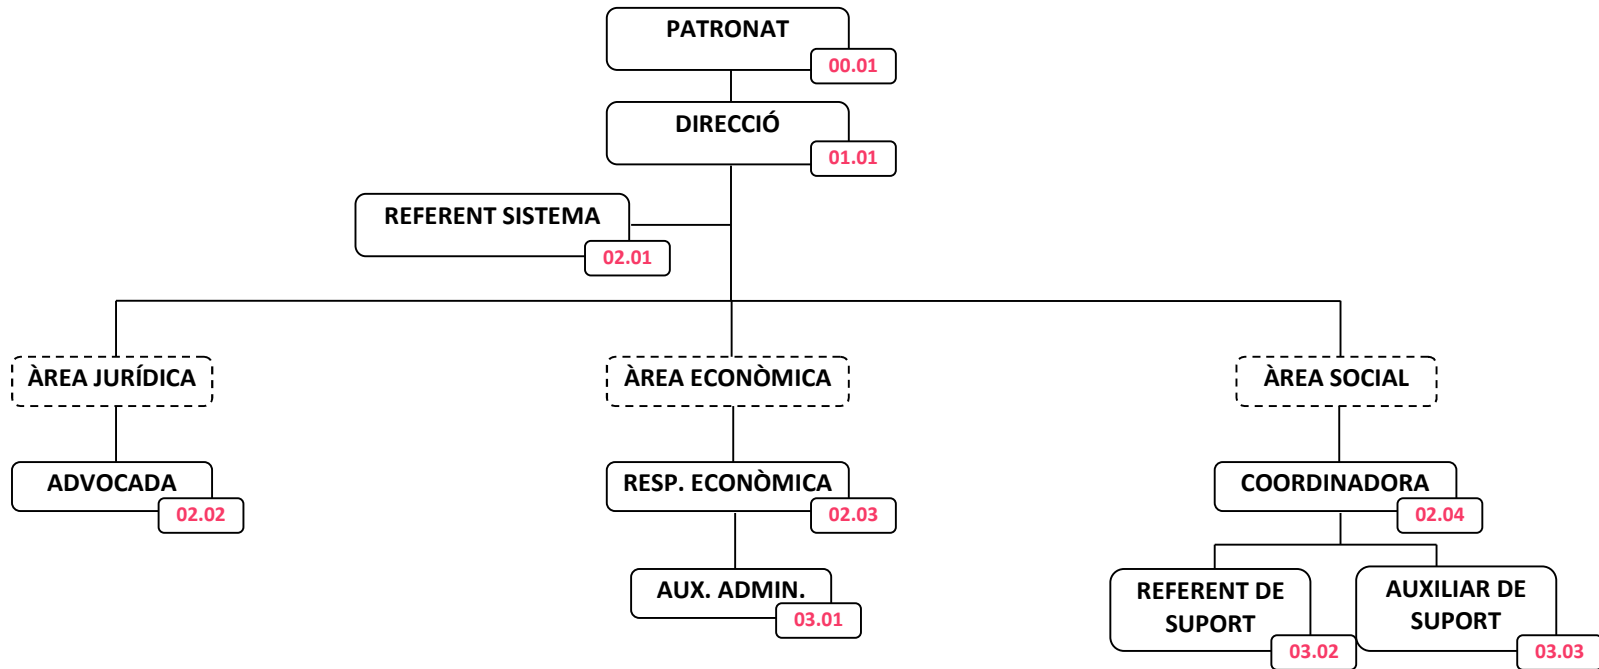 PATRONAT
00.01
DIRECCIÓ
01.01
REFERENT SISTEMA
02.01
ÀREA JURÍDICA
ÀREA ECONÒMICA
ÀREA SOCIAL
ADVOCADA
02.02
RESP. ECONÒMICA
02.03
COORDINADORA
02.04
AUX. ADMIN.
03.01
REFERENT DE
SUPORT
03.02
AUXILIAR DE
SUPORT
03.03